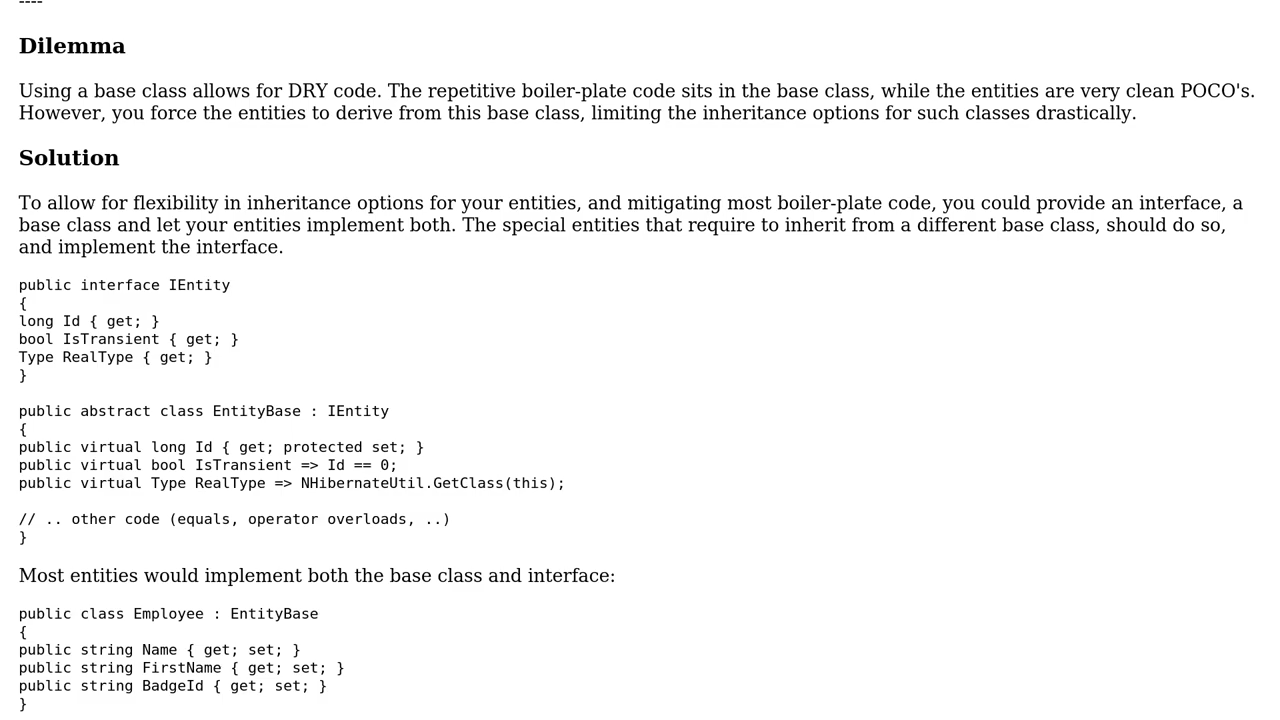 ----
Dilemma
Using a base class allows for DRY code. The repetitive boiler-plate code sits in the base class, while the entities are very clean POCO's.
However, you force the entities to derive from this base class, limiting the inheritance options for such classes drastically.
Solution
To allow for flexibility in inheritance options for your entities, and mitigating most boiler-plate code, you could provide an interface, a
base class and let your entities implement both. The special entities that require to inherit from a different base class, should do so,
and implement the interface.
public interface IEntity
{
long Id { get; }
bool IsTransient { get; }
Type RealType { get; }
}
public abstract class EntityBase : IEntity
{
public virtual long Id { get; protected set; }
public virtual bool IsTransient => Id == 0;
public virtual Type RealType => NHibernateUtil.GetClass(this);
// .. other code (equals, operator overloads, ..)
}
Most entities would implement both the base class and interface:
public class Employee : EntityBase
{
public string Name { get; set; }
public string FirstName { get; set; }
public string BadgeId { get; set; }
}